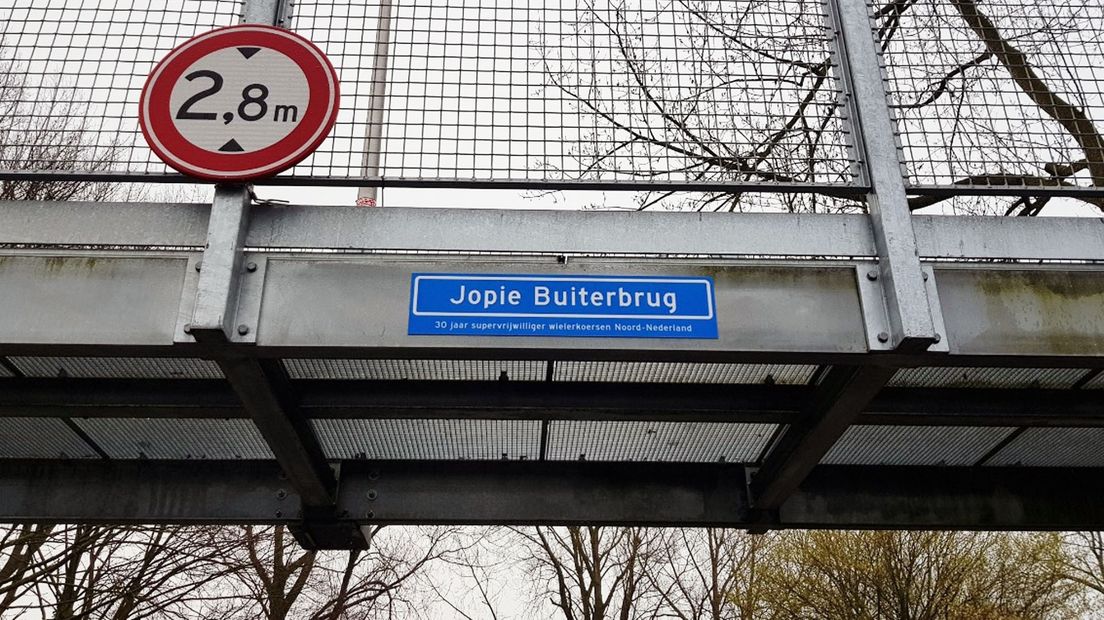 2,8m
Jopie Buiterbrug
30 jaar supervrijwilliger wielerkoersen Noord-Nederland